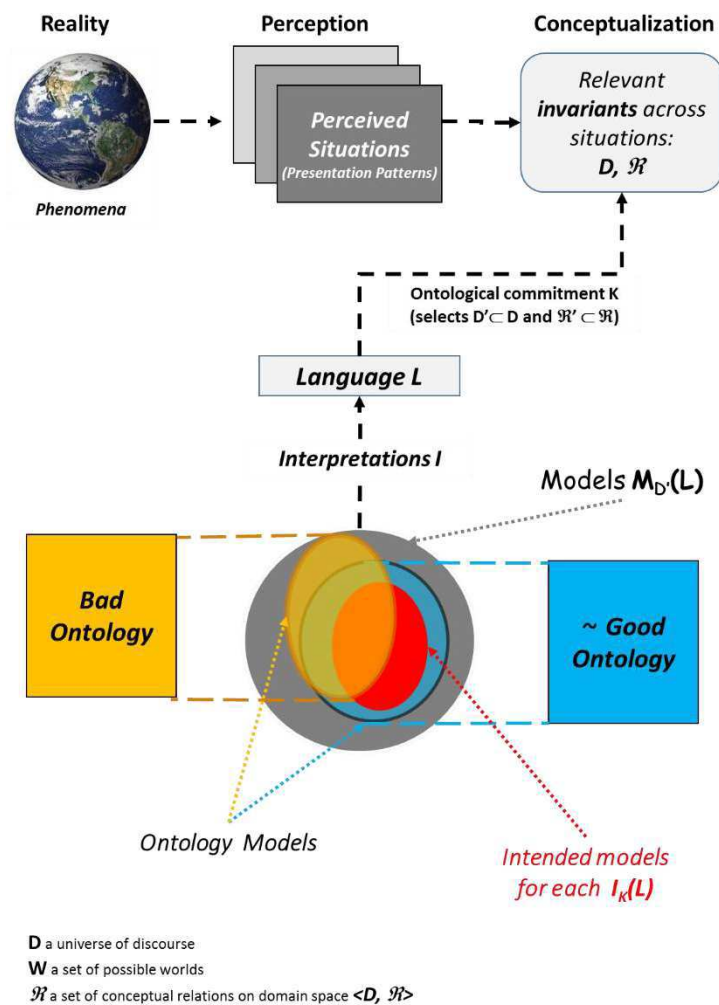 Reality
Perception
Conceptualization
Phenomena
Perceived
Situations
(Presentation Patterns)
Relevant
invariants across
situations:
D, ℜ
Ontological commitment K
(selects D'⊂ D and ℜ' ⊂ ℜ)
Language L
Interpretations I
Models M_D'(L)
Bad
Ontology
~ Good
Ontology
Ontology Models
Intended models
for each I_K(L)
D a universe of discourse
W a set of possible worlds
ℜ a set of conceptual relations on domain space <D, ℜ>